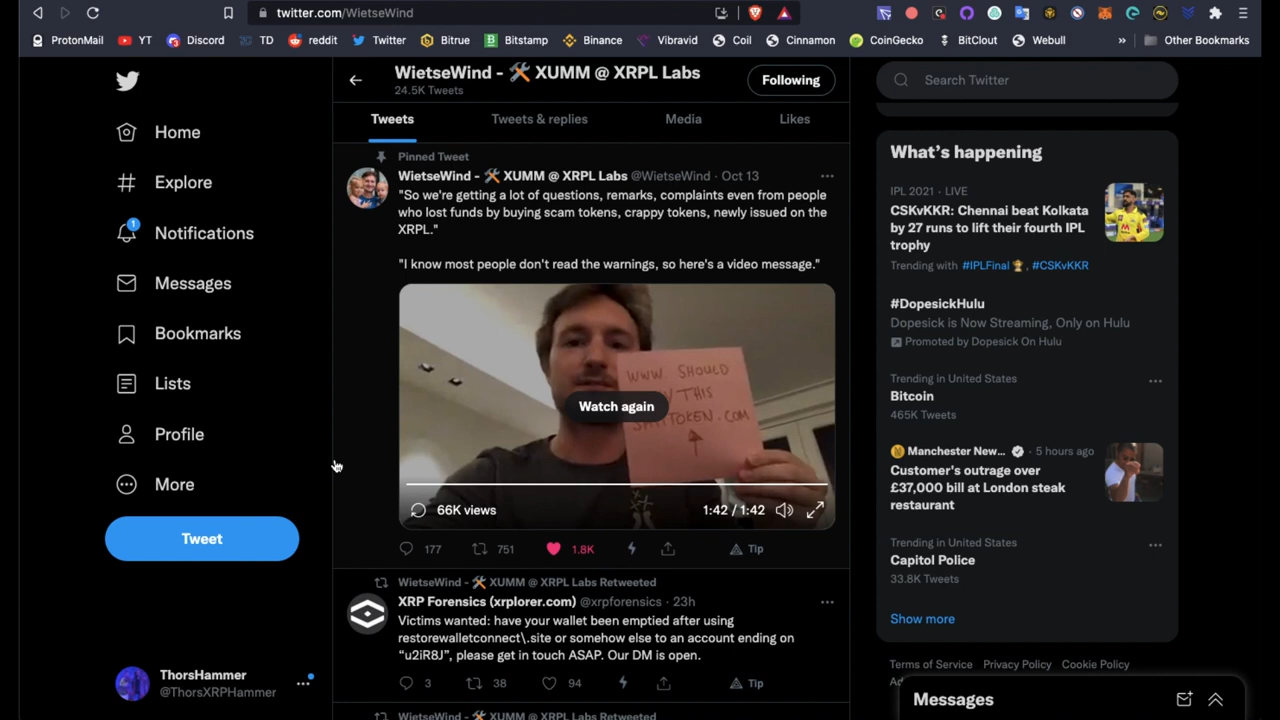 twitter.com/WietseWind
ProtonMail YT Discord TD reddit Twitter Bitrue Bitstamp Binance Vibravid Coil Cinnamon CoinGecko BitClout Webull » Other Bookmarks
Home
Explore
1
Notifications
Messages
Bookmarks
Lists
Profile
More
Tweet
ThorsHammer
@ThorsXRPHammer
WietseWind - 🛠 XUMM @ XRPL Labs
24.5K Tweets
Following
Tweets Tweets & replies Media Likes
Pinned Tweet
WietseWind - 🛠 XUMM @ XRPL Labs @WietseWind · Oct 13
"So we're getting a lot of questions, remarks, complaints even from people
who lost funds by buying scam tokens, crappy tokens, newly issued on the
XRPL."
"I know most people don't read the warnings, so here's a video message."
WWW SHOULD
THIS
TOKEN.COM
Watch again
66K views
1:42 / 1:42
177 751 1.8K Tip
WietseWind - 🛠 XUMM @ XRPL Labs Retweeted
XRP Forensics (xrplorer.com) @xrpforensics · 23h
Victims wanted: have your wallet been emptied after using
restorewalletconnect\.site or somehow else to an account ending on
“u2iR8J”, please get in touch ASAP. Our DM is open.
3 38 94 Tip
WietseWind - 🛠 XUMM @ XRPL Labs Retweeted
Search Twitter
What’s happening
IPL 2021 · LIVE
CSKvKKR: Chennai beat Kolkata
by 27 runs to lift their fourth IPL
trophy
Trending with #IPLFinal🏆, #CSKvKKR
#DopesickHulu
Dopesick is Now Streaming, Only on Hulu
Promoted by Dopesick On Hulu
Trending in United States
Bitcoin
465K Tweets
Manchester New... · 5 hours ago
Customer's outrage over
£37,000 bill at London steak
restaurant
Trending in United States
Capitol Police
33.8K Tweets
Show more
Terms of Service Privacy Policy Cookie Policy
Messages